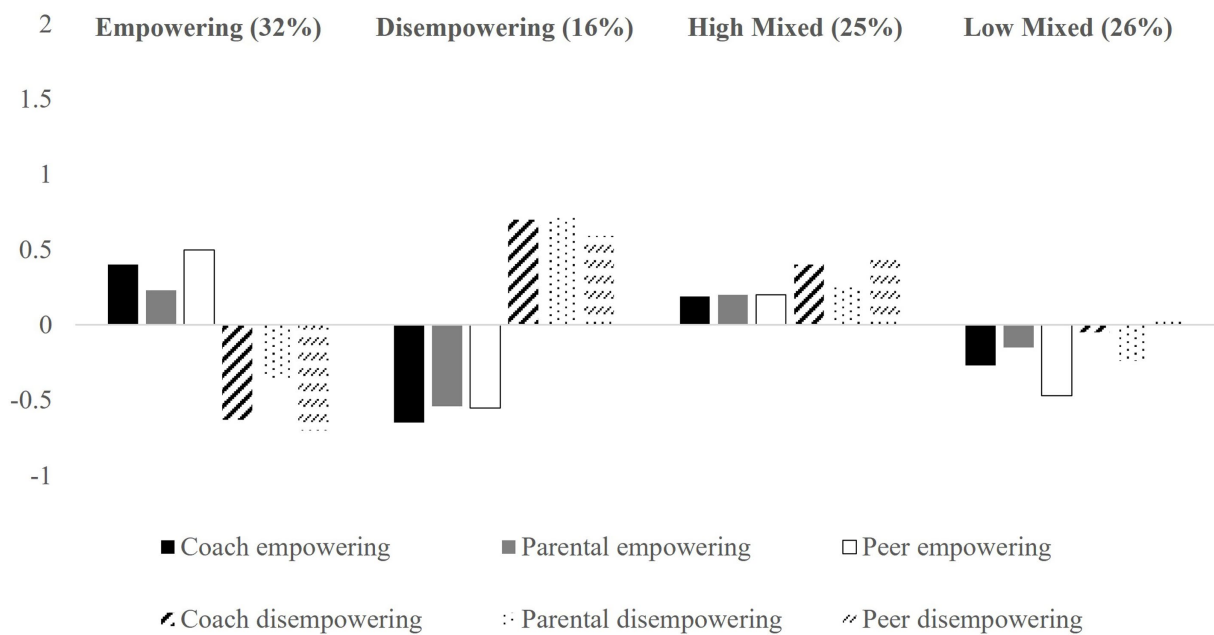 2 Empowering (32%) Disempowering (16%) High Mixed (25%) Low Mixed (26%)
1.5
1
0.5
0
-0.5
-1
Coach empowering Parental empowering Peer empowering
Coach disempowering Parental disempowering Peer disempowering